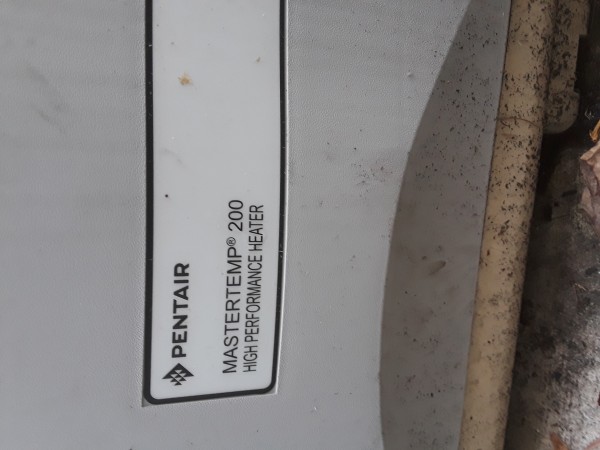 PENTAIR
MASTERTEMP® 200
HIGH PERFORMANCE HEATER